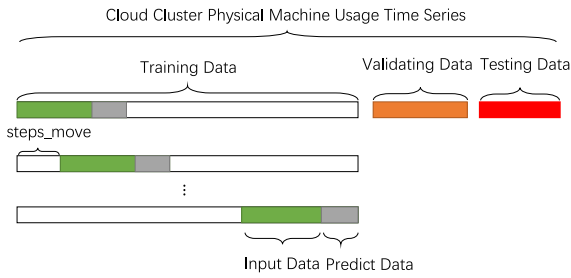 Cloud Cluster Physical Machine Usage Time Series
Training Data
Validating Data
Testing Data
steps_move
⋮
Input Data
Predict Data